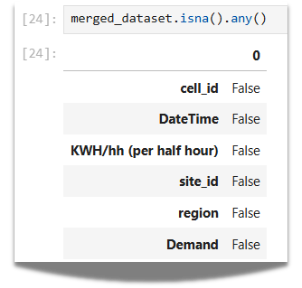 [24]: merged_dataset.isna().any()
[24]:
0
cell_id False
DateTime False
KWH/hh (per half hour) False
site_id False
region False
Demand False